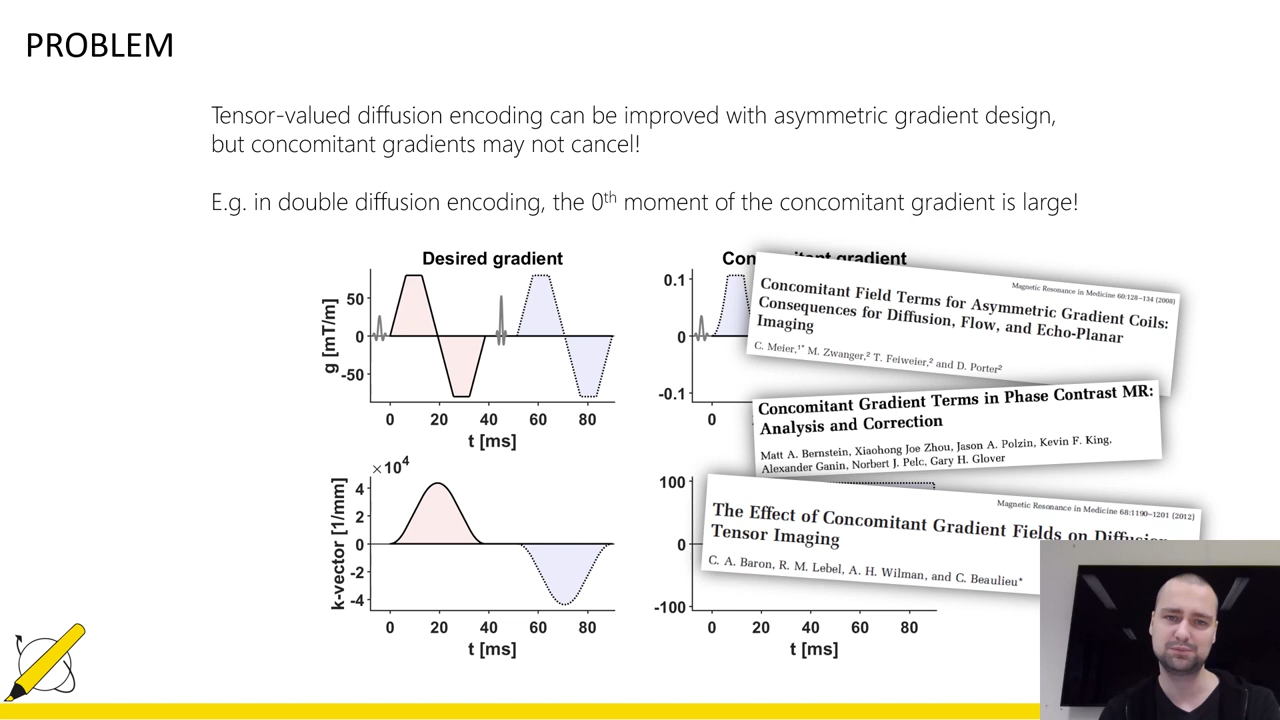 PROBLEM
Tensor-valued diffusion encoding can be improved with asymmetric gradient design,
but concomitant gradients may not cancel!
E.g. in double diffusion encoding, the 0th moment of the concomitant gradient is large!
Desired gradient
g [mT/m]
50
0
-50
0 20 40 60 80
t [ms]
×10⁴
k-vector [1/mm]
4
2
0
-2
-4
0 20 40 60 80
t [ms]
gradient
0.1
0
-0.1
0
Magnetic Resonance in Medicine 60:128–134 (2008)
Concomitant Field Terms for Asymmetric Gradient Coils:
Consequences for Diffusion, Flow, and Echo-Planar
Imaging
C. Meier,¹* M. Zwanger,² T. Feiweier,² and D. Porter²
Concomitant Gradient Terms in Phase Contrast MR:
Analysis and Correction
Matt A. Bernstein, Xiaohong Joe Zhou, Jason A. Polzin, Kevin F. King,
Alexander Ganin, Norbert J. Pelc, Gary H. Glover
100
0
-100
0 20 40 60 80
t [ms]
Magnetic Resonance in Medicine 68:1190–1201 (2012)
The Effect of Concomitant Gradient Fields on Diffusion
Tensor Imaging
C. A. Baron, R. M. Lebel, A. H. Wilman, and C. Beaulieu*